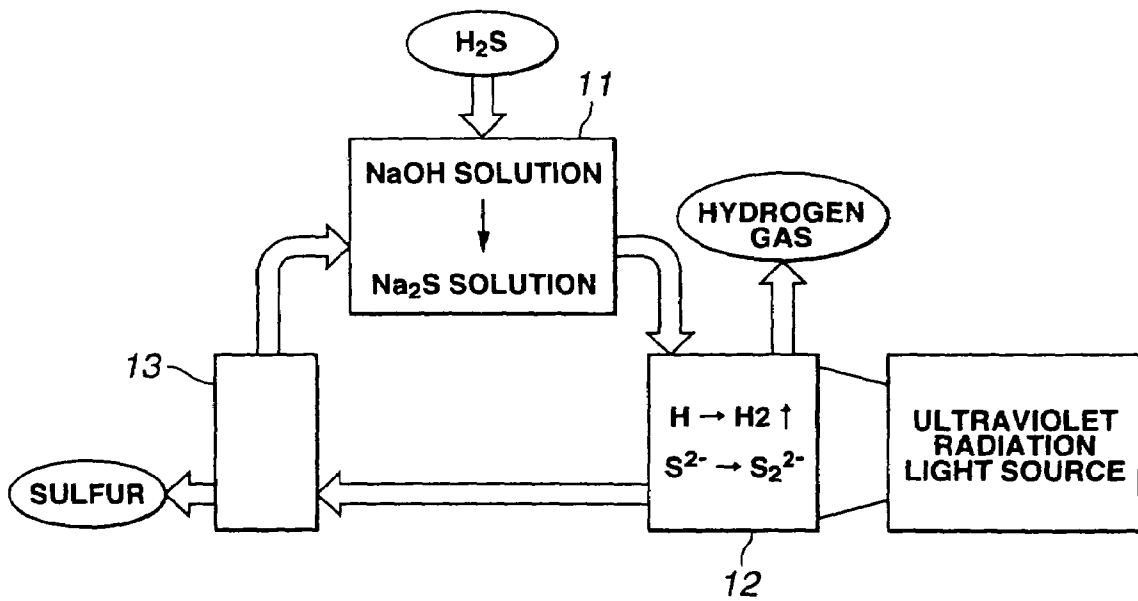 H₂S
11
NaOH SOLUTION
↓
Na₂S SOLUTION
HYDROGEN
GAS
13
H → H2 ↑
S²⁻ → S₂²⁻
ULTRAVIOLET
RADIATION
LIGHT SOURCE
SULFUR
12